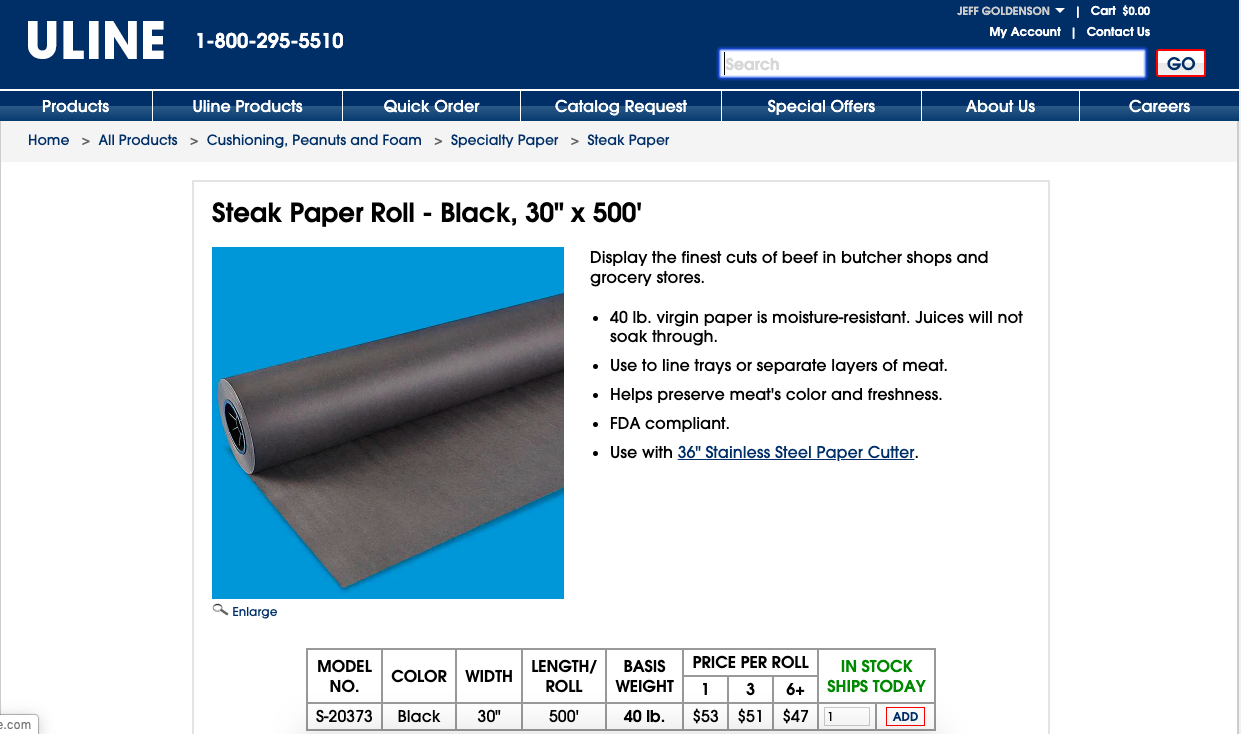 JEFF GOLDENSON | Cart $0.00
ULINE 1-800-295-5510
My Account | Contact Us
Search GO
Products Uline Products Quick Order Catalog Request Special Offers About Us Careers
Home > All Products > Cushioning, Peanuts and Foam > Specialty Paper > Steak Paper
Steak Paper Roll - Black, 30" x 500'
Display the finest cuts of beef in butcher shops and
grocery stores.
• 40 lb. virgin paper is moisture-resistant. Juices will not
soak through.
• Use to line trays or separate layers of meat.
• Helps preserve meat's color and freshness.
• FDA compliant.
• Use with 36" Stainless Steel Paper Cutter.
Enlarge
MODEL NO. COLOR WIDTH LENGTH/ROLL BASIS WEIGHT PRICE PER ROLL IN STOCK SHIPS TODAY
1 3 6+
S-20373 Black 30" 500' 40 lb. $53 $51 $47 1 ADD
e.com